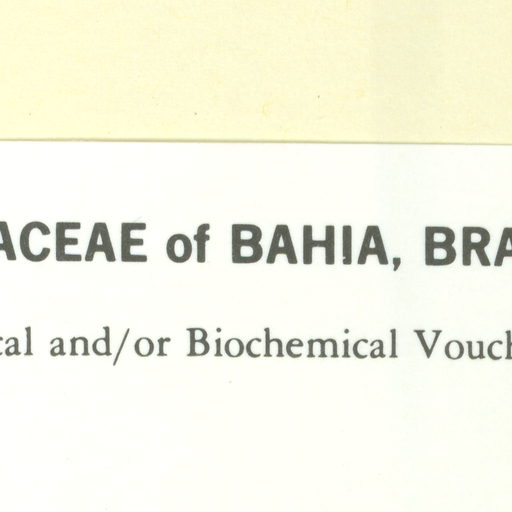 ACEAE of BAHIA, BRA
cal and/or Biochemical Vouch